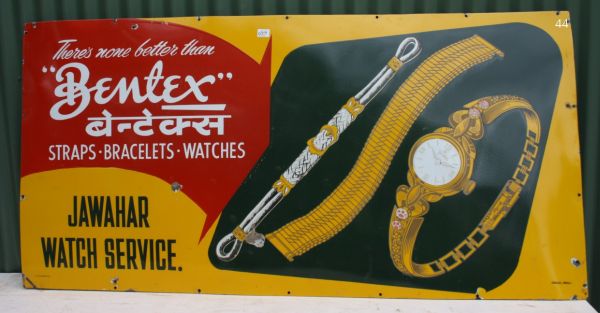 There's none better than
"Bentex"
बेन्टेक्स
STRAPS · BRACELETS · WATCHES
JAWAHAR
WATCH SERVICE.
44